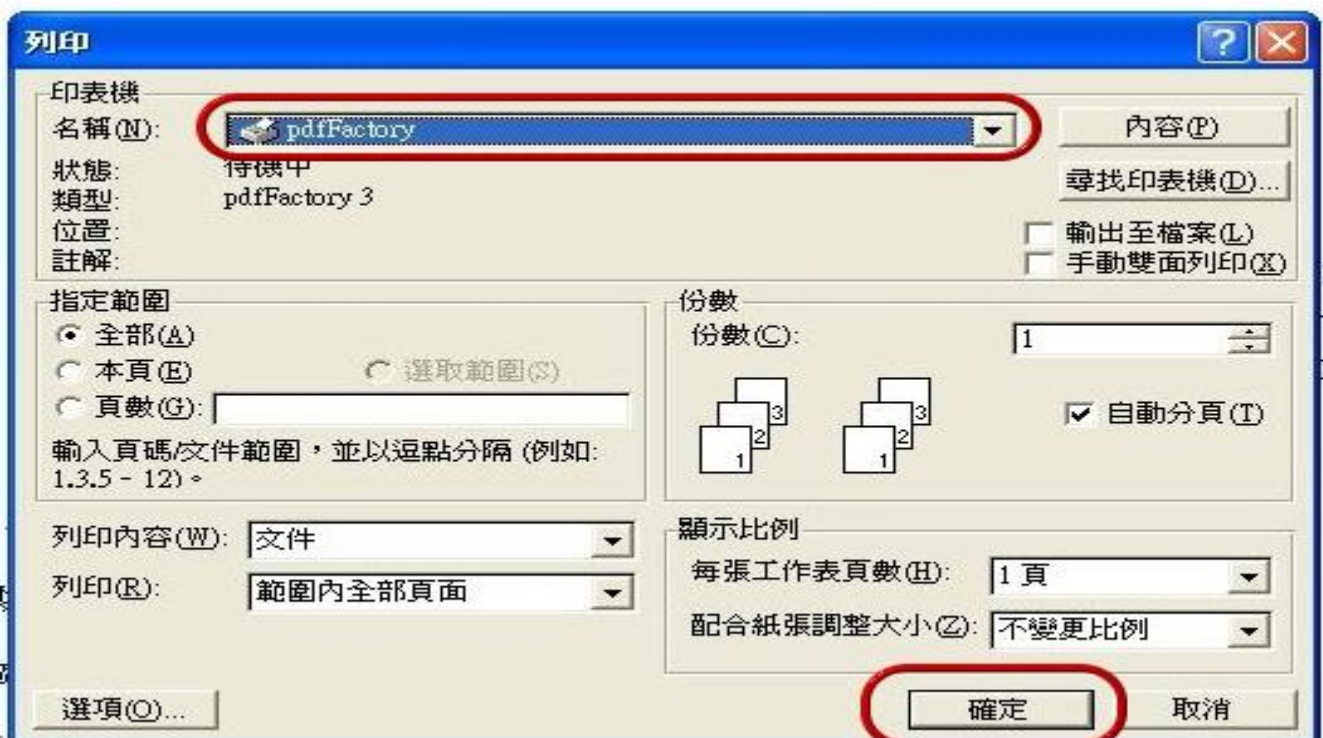 列印
印表機
名稱(N): pdfFactory 內容(P)
狀態: 待機中
類型: pdfFactory 3 尋找印表機(D)...
位置: 輸出至檔案(L)
註解: 手動雙面列印(X)
指定範圍
全部(A)
本頁(E) 選取範圍(S)
頁數(G):
輸入頁碼/文件範圍，並以逗點分隔 (例如:
1.3.5 - 12)。
份數
份數(C): 1
1 2 3 1 2 3
自動分頁(T)
列印內容(W): 文件
列印(R): 範圍內全部頁面
顯示比例
每張工作表頁數(H): 1 頁
配合紙張調整大小(Z): 不變更比例
選項(O)... 確定 取消